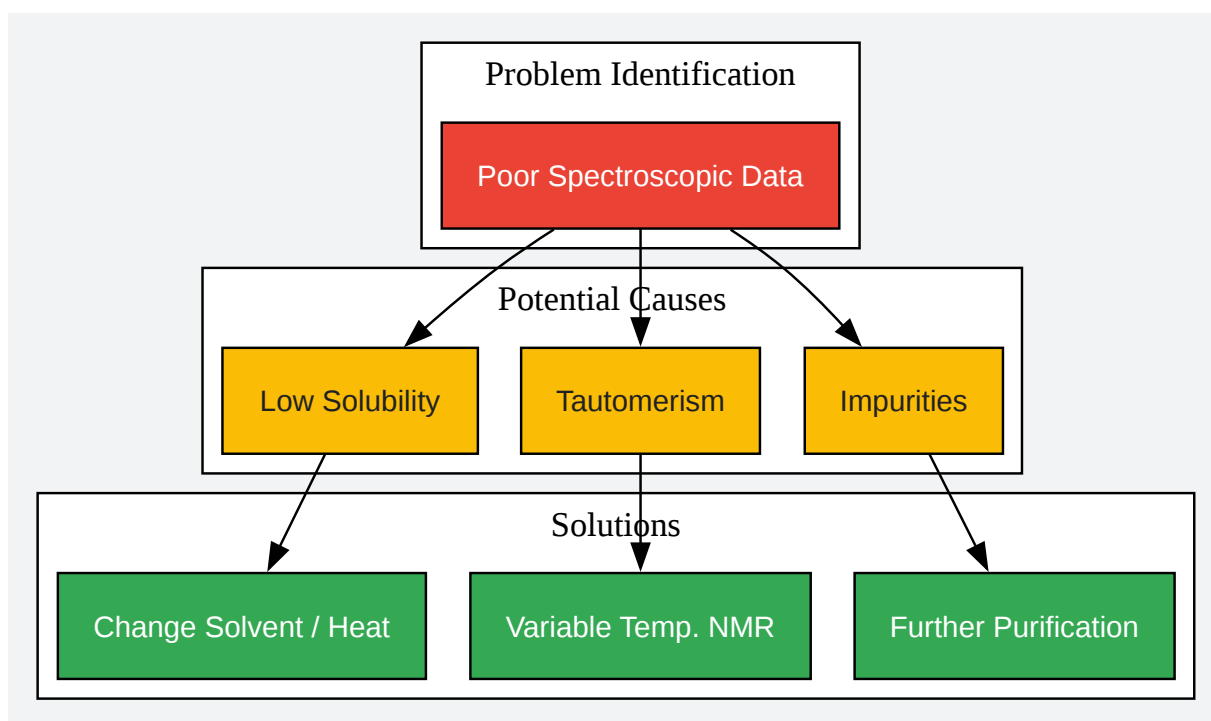 Problem Identification
Poor Spectroscopic Data
Potential Causes
Low Solubility
Tautomerism
Impurities
Solutions
Change Solvent / Heat
Variable Temp. NMR
Further Purification